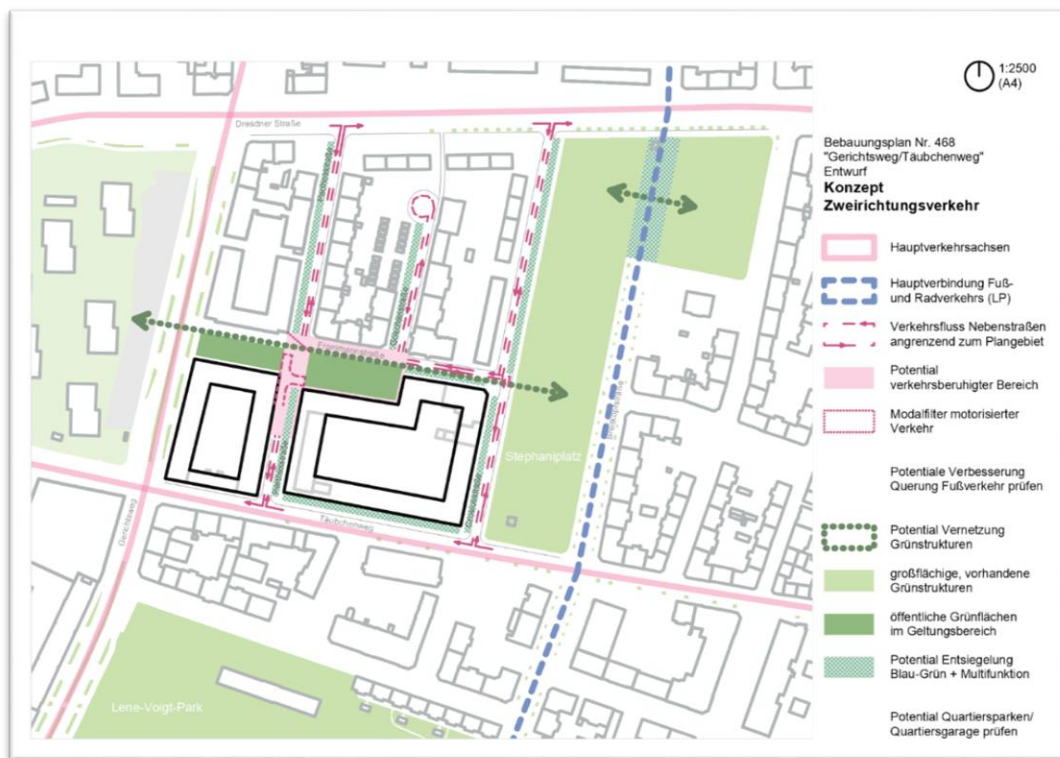 1:2500
(A4)
Bebauungsplan Nr. 468
"Gerichtsweg/Täubchenweg"
Entwurf
Konzept
Zweirichtungsverkehr
Hauptverkehrsachsen
Hauptverbindung Fuß-
und Radverkehrs (LP)
Verkehrsfluss Nebenstraßen
angrenzend zum Plangebiet
Potential
verkehrsberuhigter Bereich
Modalfilter motorisierter
Verkehr
Potentiale Verbesserung
Querung Fußverkehr prüfen
Potential Vernetzung
Grünstrukturen
großflächige, vorhandene
Grünstrukturen
öffentliche Grünflächen
im Geltungsbereich
Potential Entsiegelung
Blau-Grün + Multifunktion
Potential Quartiersparken/
Quartiersgarage prüfen
Dresdner Straße
Stephaniplatz
Täubchenweg
Gerichtsweg
Lene-Voigt-Park